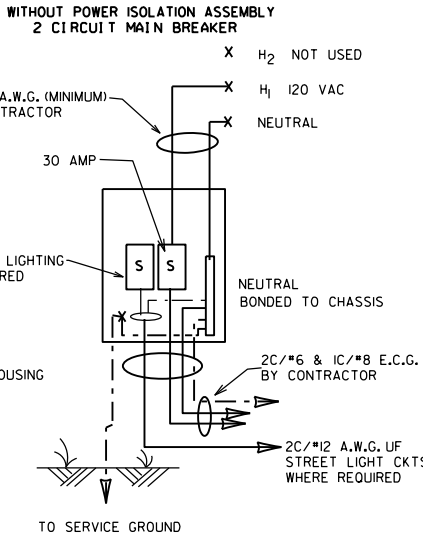 WITHOUT POWER ISOLATION ASSEMBLY
2 CIRCUIT MAIN BREAKER
X H2 NOT USED
X H1 120 VAC
X NEUTRAL
A.W.G. (MINIMUM)
TRACTOR
30 AMP
S S
LIGHTING
RED
NEUTRAL
BONDED TO CHASSIS
X
OUSING
2C/#6 & 1C/#8 E.C.G.
BY CONTRACTOR
2C/#12 A.W.G. UF
STREET LIGHT CKTS
WHERE REQUIRED
TO SERVICE GROUND